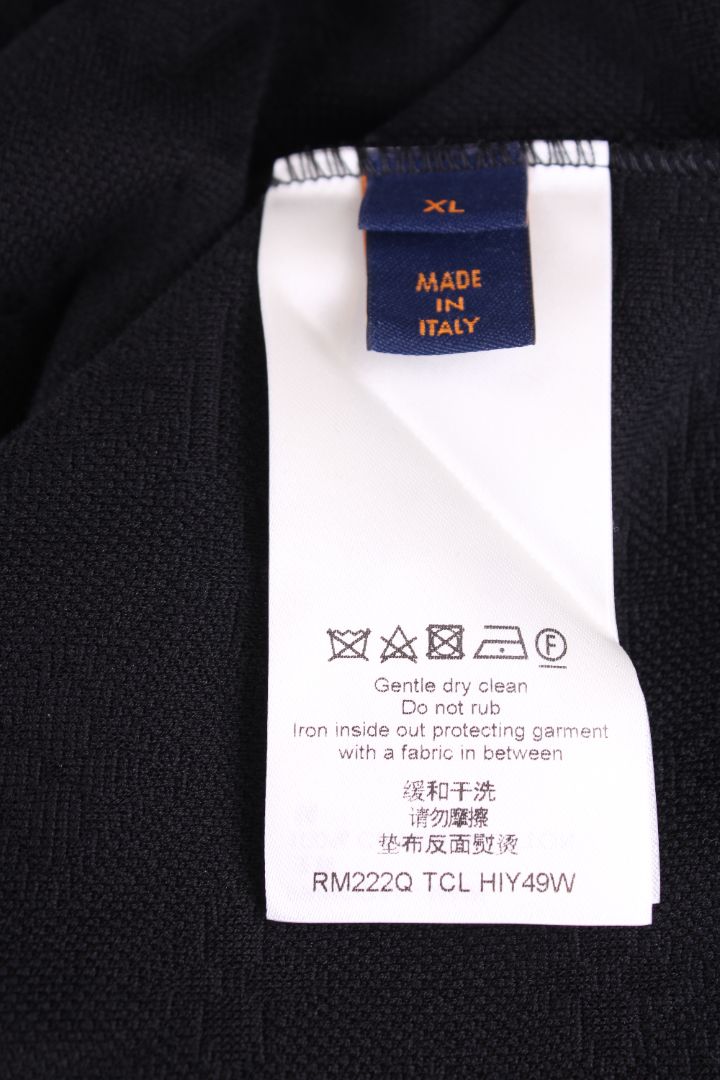 XL
MADE
IN
ITALY
F
Gentle dry clean
Do not rub
Iron inside out protecting garment
with a fabric in between
缓和干洗
请勿摩擦
垫布反面熨烫
RM222Q TCL HIY49W